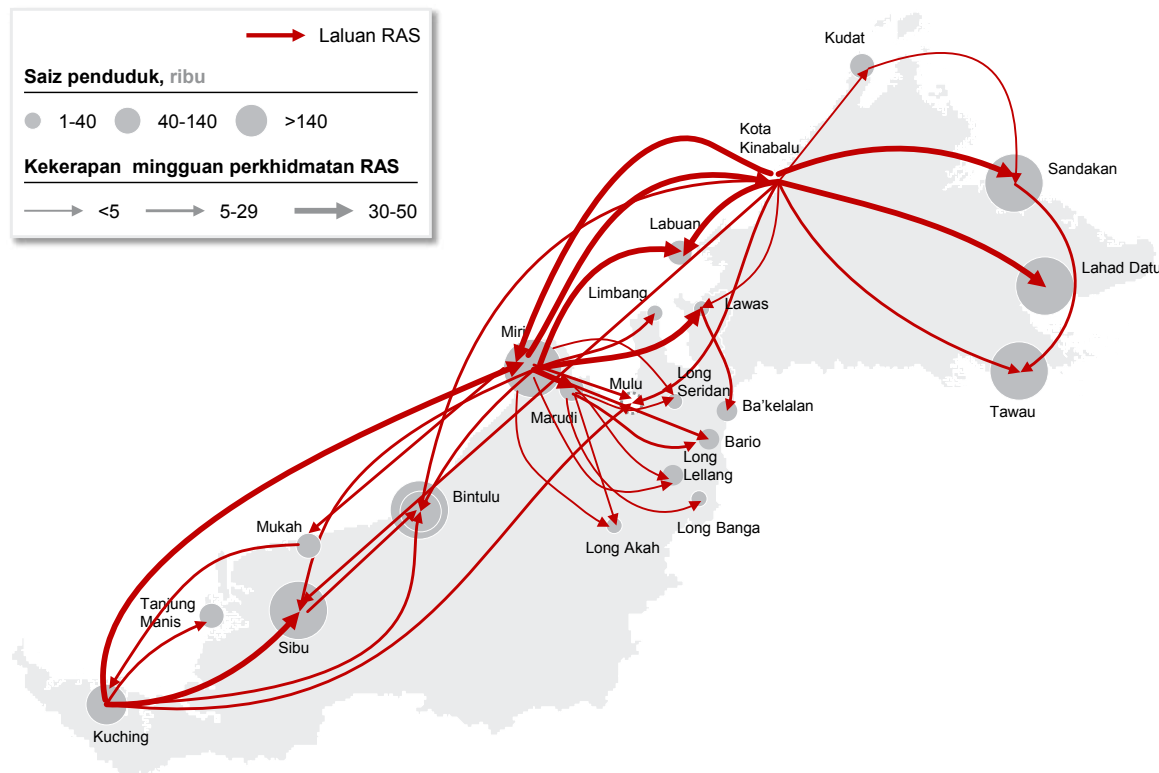 Laluan RAS
Saiz penduduk, ribu
1-40
40-140
>140
Kekerapan mingguan perkhidmatan RAS
<5
5-29
30-50
Kudat
Kota
Kinabalu
Sandakan
Labuan
Lahad Datu
Limbang
Lawas
Miri
Mulu
Long
Seridan
Marudi
Ba'kelalan
Tawau
Bario
Long
Lellang
Bintulu
Long Banga
Mukah
Long Akah
Tanjung
Manis
Sibu
Kuching